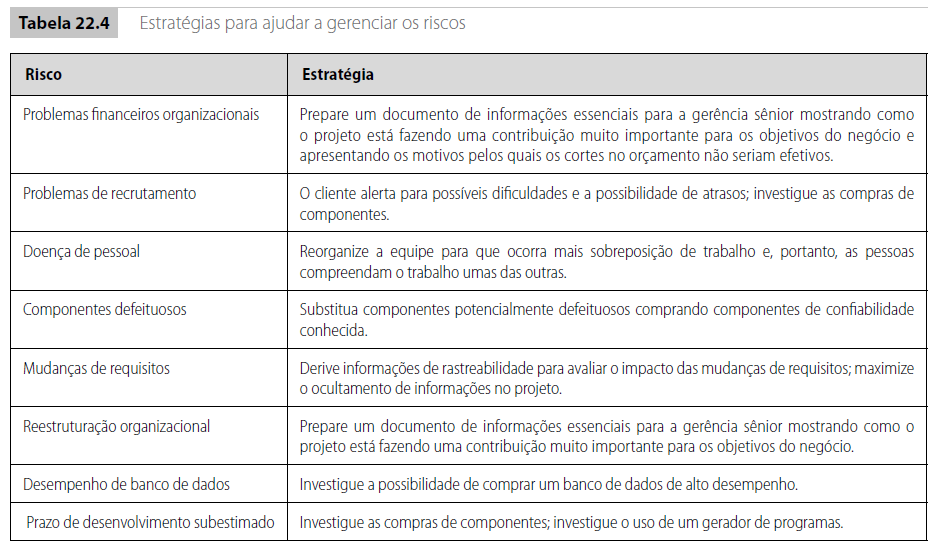 Tabela 22.4 Estratégias para ajudar a gerenciar os riscos
Risco Estratégia
Problemas financeiros organizacionais Prepare um documento de informações essenciais para a gerência sênior mostrando como
o projeto está fazendo uma contribuição muito importante para os objetivos do negócio e
apresentando os motivos pelos quais os cortes no orçamento não seriam efetivos.
Problemas de recrutamento O cliente alerta para possíveis dificuldades e a possibilidade de atrasos; investigue as compras de
componentes.
Doença de pessoal Reorganize a equipe para que ocorra mais sobreposição de trabalho e, portanto, as pessoas
compreendam o trabalho umas das outras.
Componentes defeituosos Substitua componentes potencialmente defeituosos comprando componentes de confiabilidade
conhecida.
Mudanças de requisitos Derive informações de rastreabilidade para avaliar o impacto das mudanças de requisitos; maximize
o ocultamento de informações no projeto.
Reestruturação organizacional Prepare um documento de informações essenciais para a gerência sênior mostrando como o
projeto está fazendo uma contribuição muito importante para os objetivos do negócio.
Desempenho de banco de dados Investigue a possibilidade de comprar um banco de dados de alto desempenho.
Prazo de desenvolvimento subestimado Investigue as compras de componentes; investigue o uso de um gerador de programas.